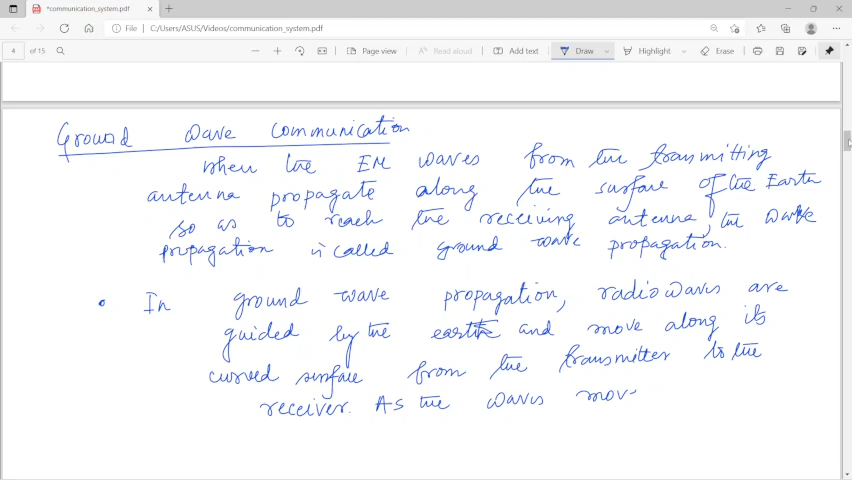 *communication_system.pdf
File C:/Users/ASUS/Videos/communication_system.pdf
4 of 15 Page view Read aloud Add text Draw Highlight Erase
Ground wave communication
when the EM waves from the transmitting
antenna propagate along the surface of the Earth
so as to reach the receiving antenna, the wave
propagation is called ground wave propagation.
• In ground wave propagation, radiowaves are
guided by the earth and move along its
curved surface from the transmitter to the
receiver. As the waves mov